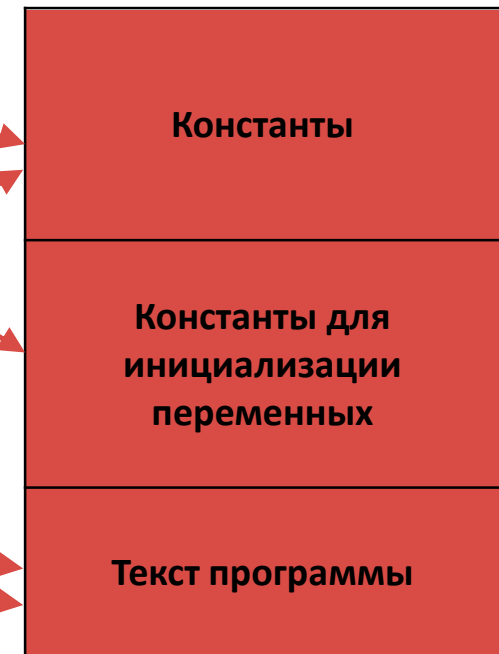 Константы
Константы для
инициализации
переменных
Текст программы